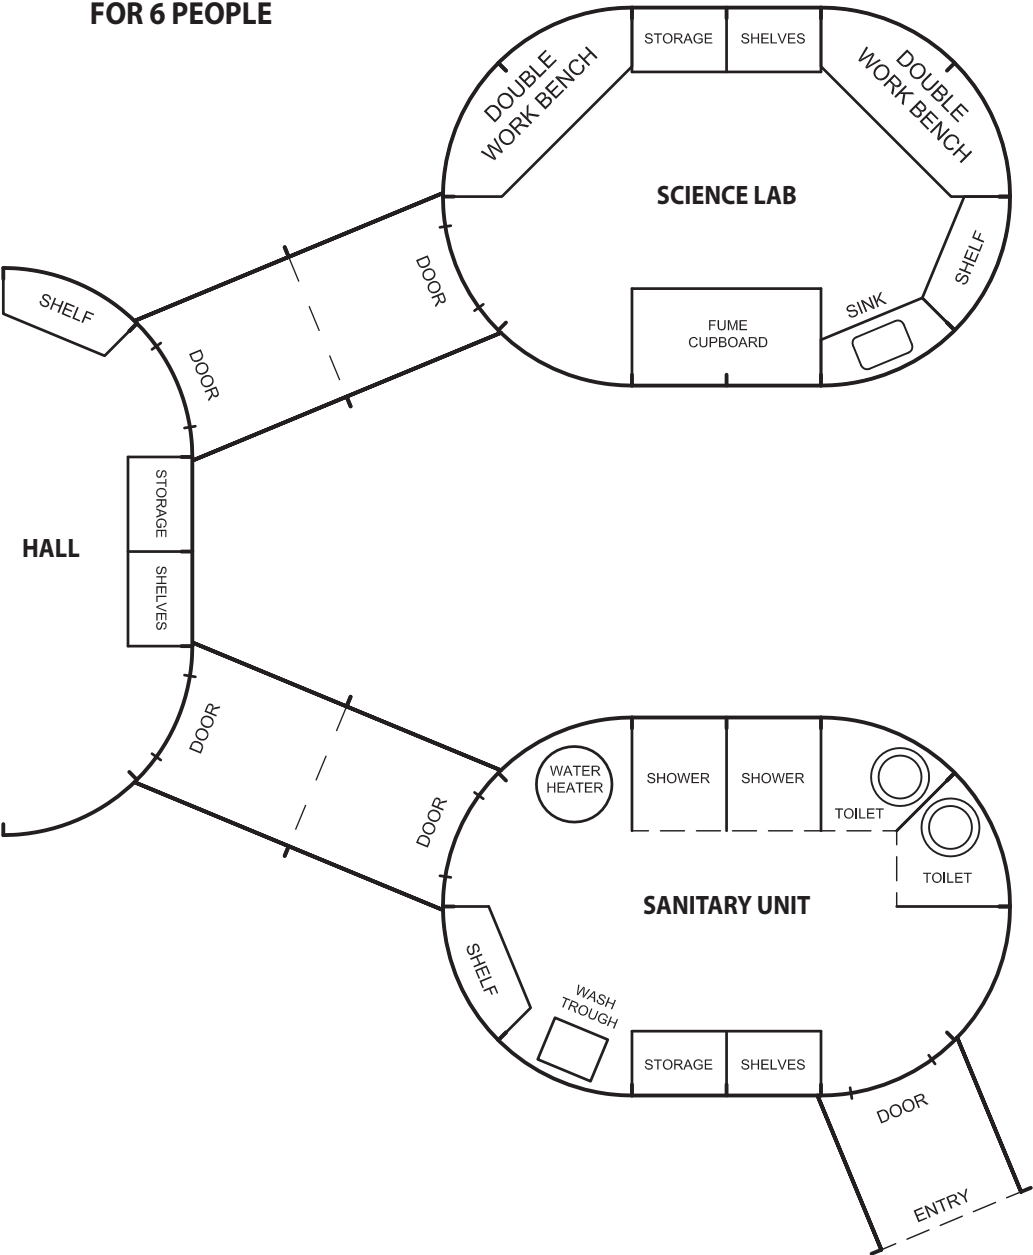 FOR 6 PEOPLE
STORAGE
SHELVES
DOUBLE
WORK BENCH
DOUBLE
WORK BENCH
SCIENCE LAB
SHELF
SINK
FUME
CUPBOARD
DOOR
SHELF
DOOR
STORAGE
SHELVES
HALL
DOOR
DOOR
WATER
HEATER
SHOWER
SHOWER
TOILET
TOILET
SANITARY UNIT
SHELF
WASH
TROUGH
STORAGE
SHELVES
DOOR
ENTRY